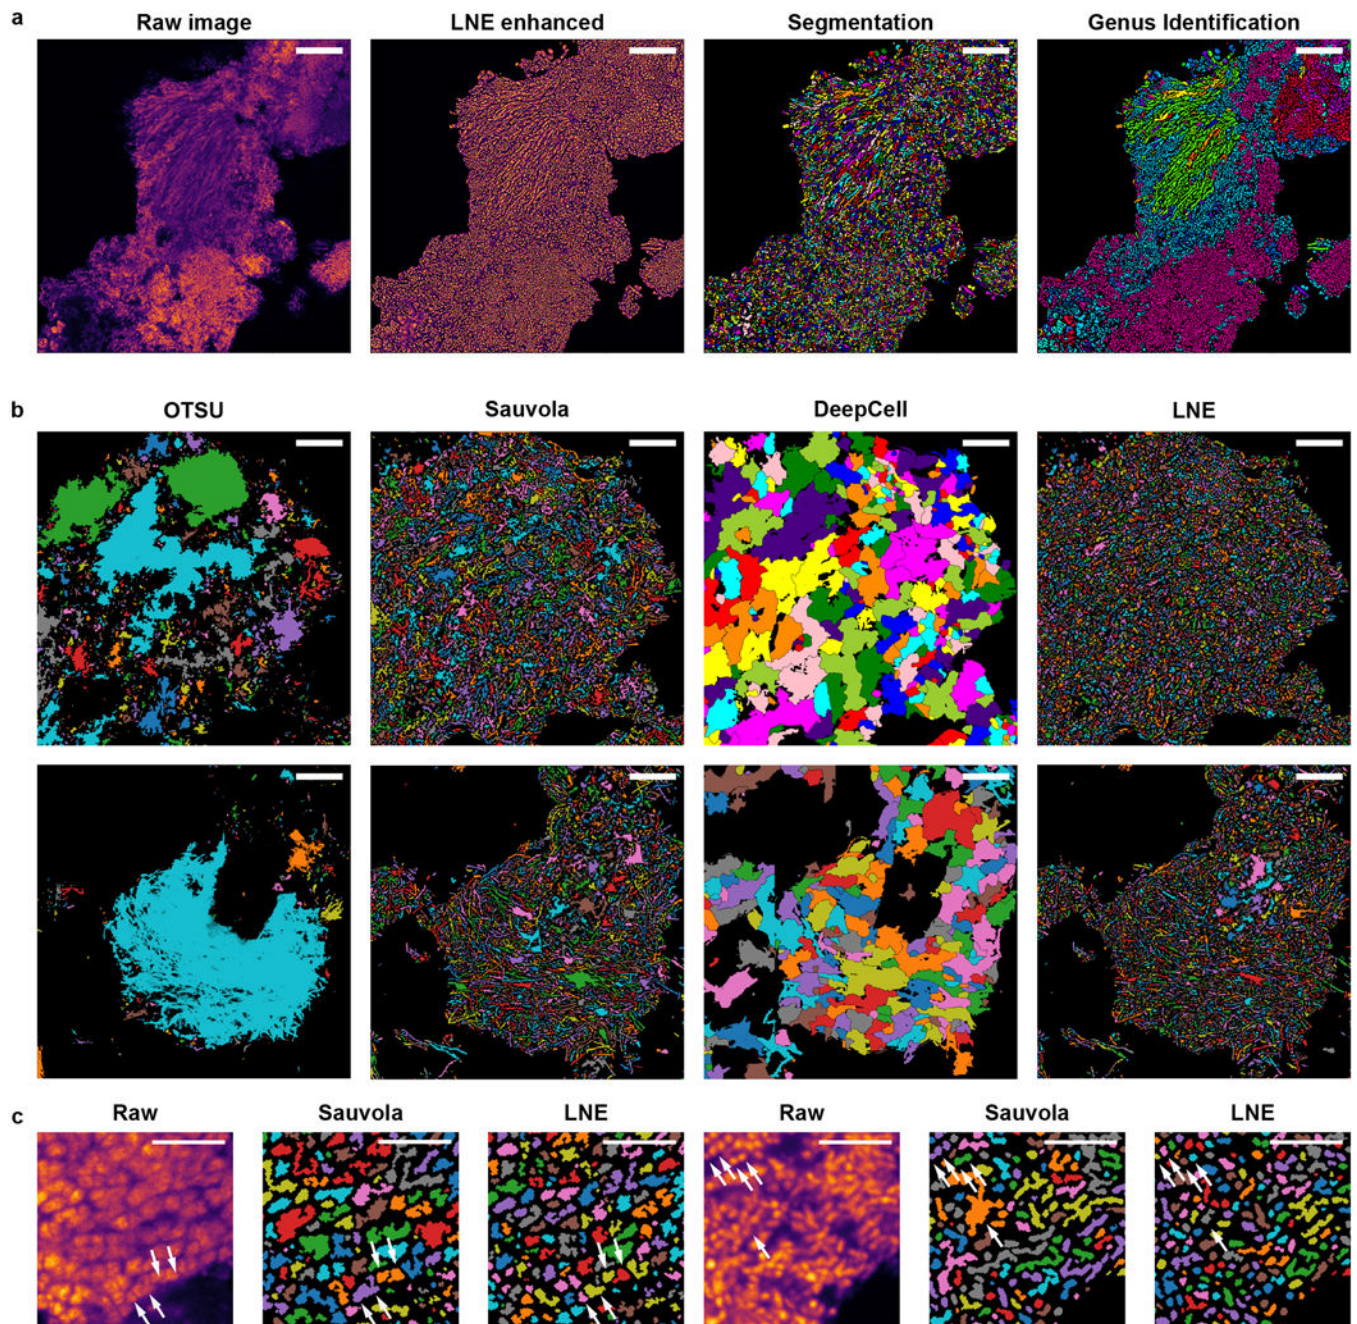 a
Raw image LNE enhanced Segmentation Genus Identification
b
OTSU Sauvola DeepCell LNE
c
Raw Sauvola LNE Raw Sauvola LNE